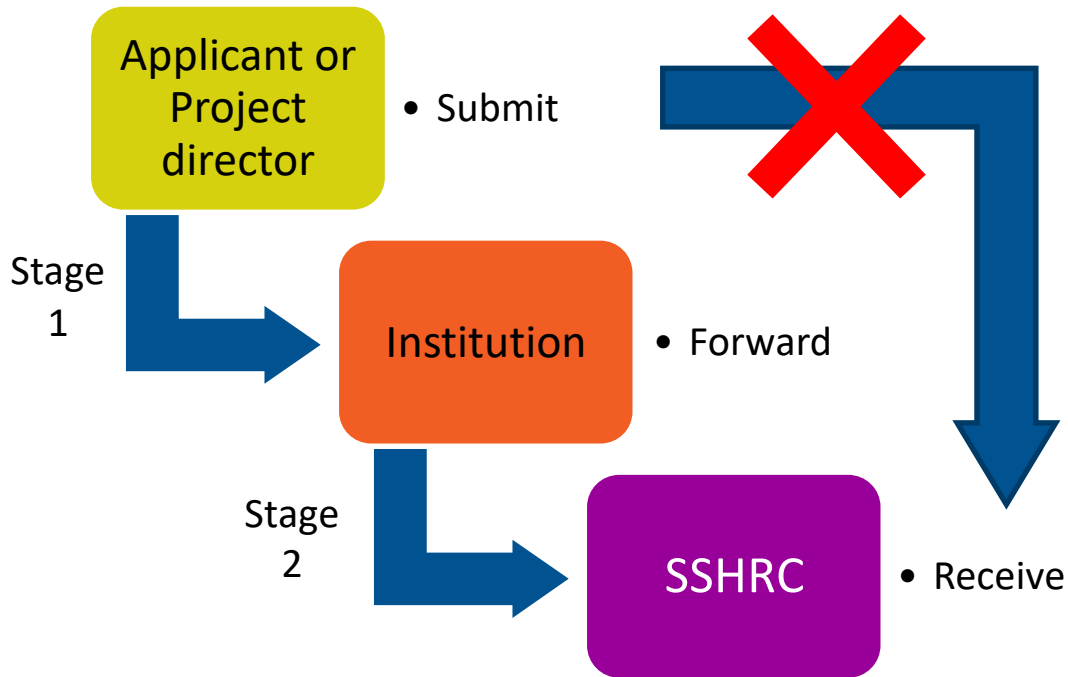 Applicant or
Project
director
• Submit
Stage
1
Institution
• Forward
Stage
2
SSHRC
• Receive